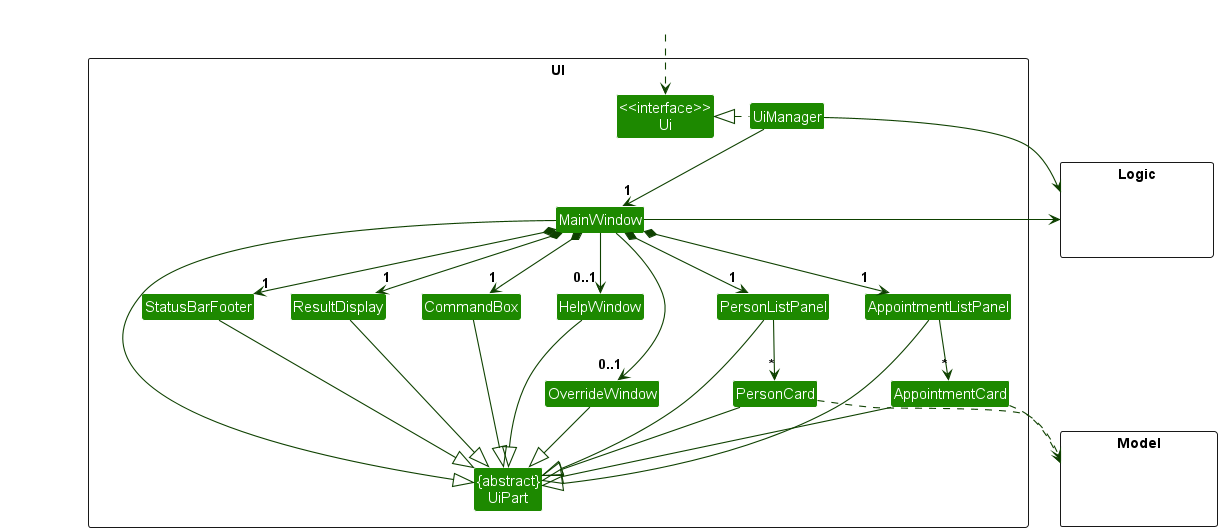 UI
<<interface>>
Ui
UiManager
Logic
1
MainWindow
1
1
1
0..1
1
1
StatusBarFooter
ResultDisplay
CommandBox
HelpWindow
PersonListPanel
AppointmentListPanel
0..1
*
*
OverrideWindow
PersonCard
AppointmentCard
Model
{abstract}
UiPart